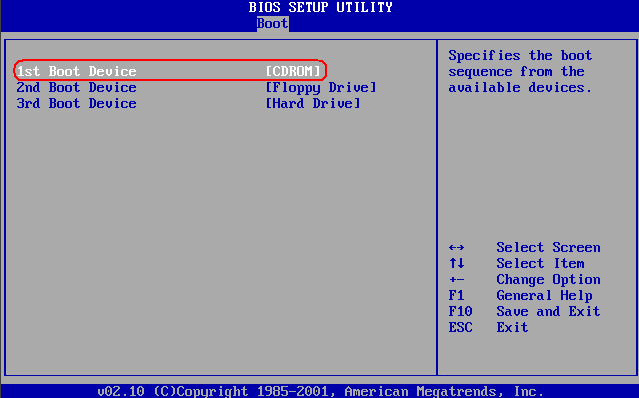 BIOS SETUP UTILITY
Boot
1st Boot Device [CDROM]
2nd Boot Device [Floppy Drive]
3rd Boot Device [Hard Drive]
Specifies the boot
sequence from the
available devices.
↔ Select Screen
↑↓ Select Item
+- Change Option
F1 General Help
F10 Save and Exit
ESC Exit
v02.10 (C)Copyright 1985-2001, American Megatrends, Inc.